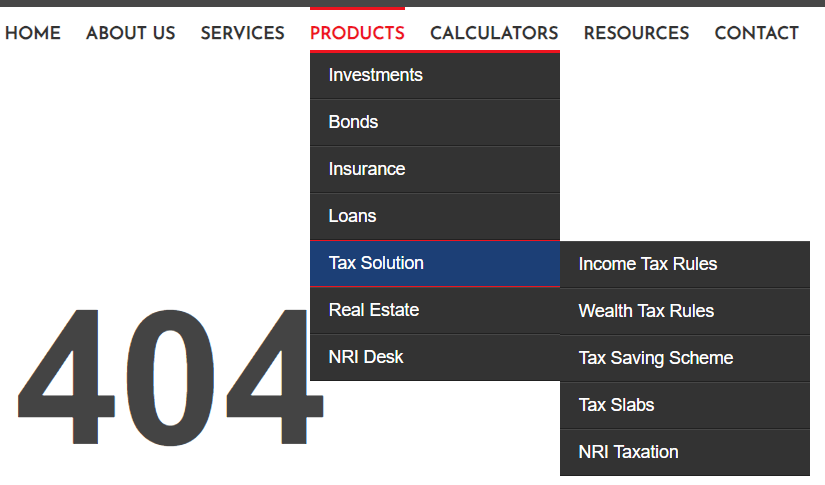 HOME ABOUT US SERVICES PRODUCTS CALCULATORS RESOURCES CONTACT
Investments
Bonds
Insurance
Loans
Tax Solution
Real Estate
NRI Desk
Income Tax Rules
Wealth Tax Rules
Tax Saving Scheme
Tax Slabs
NRI Taxation
404